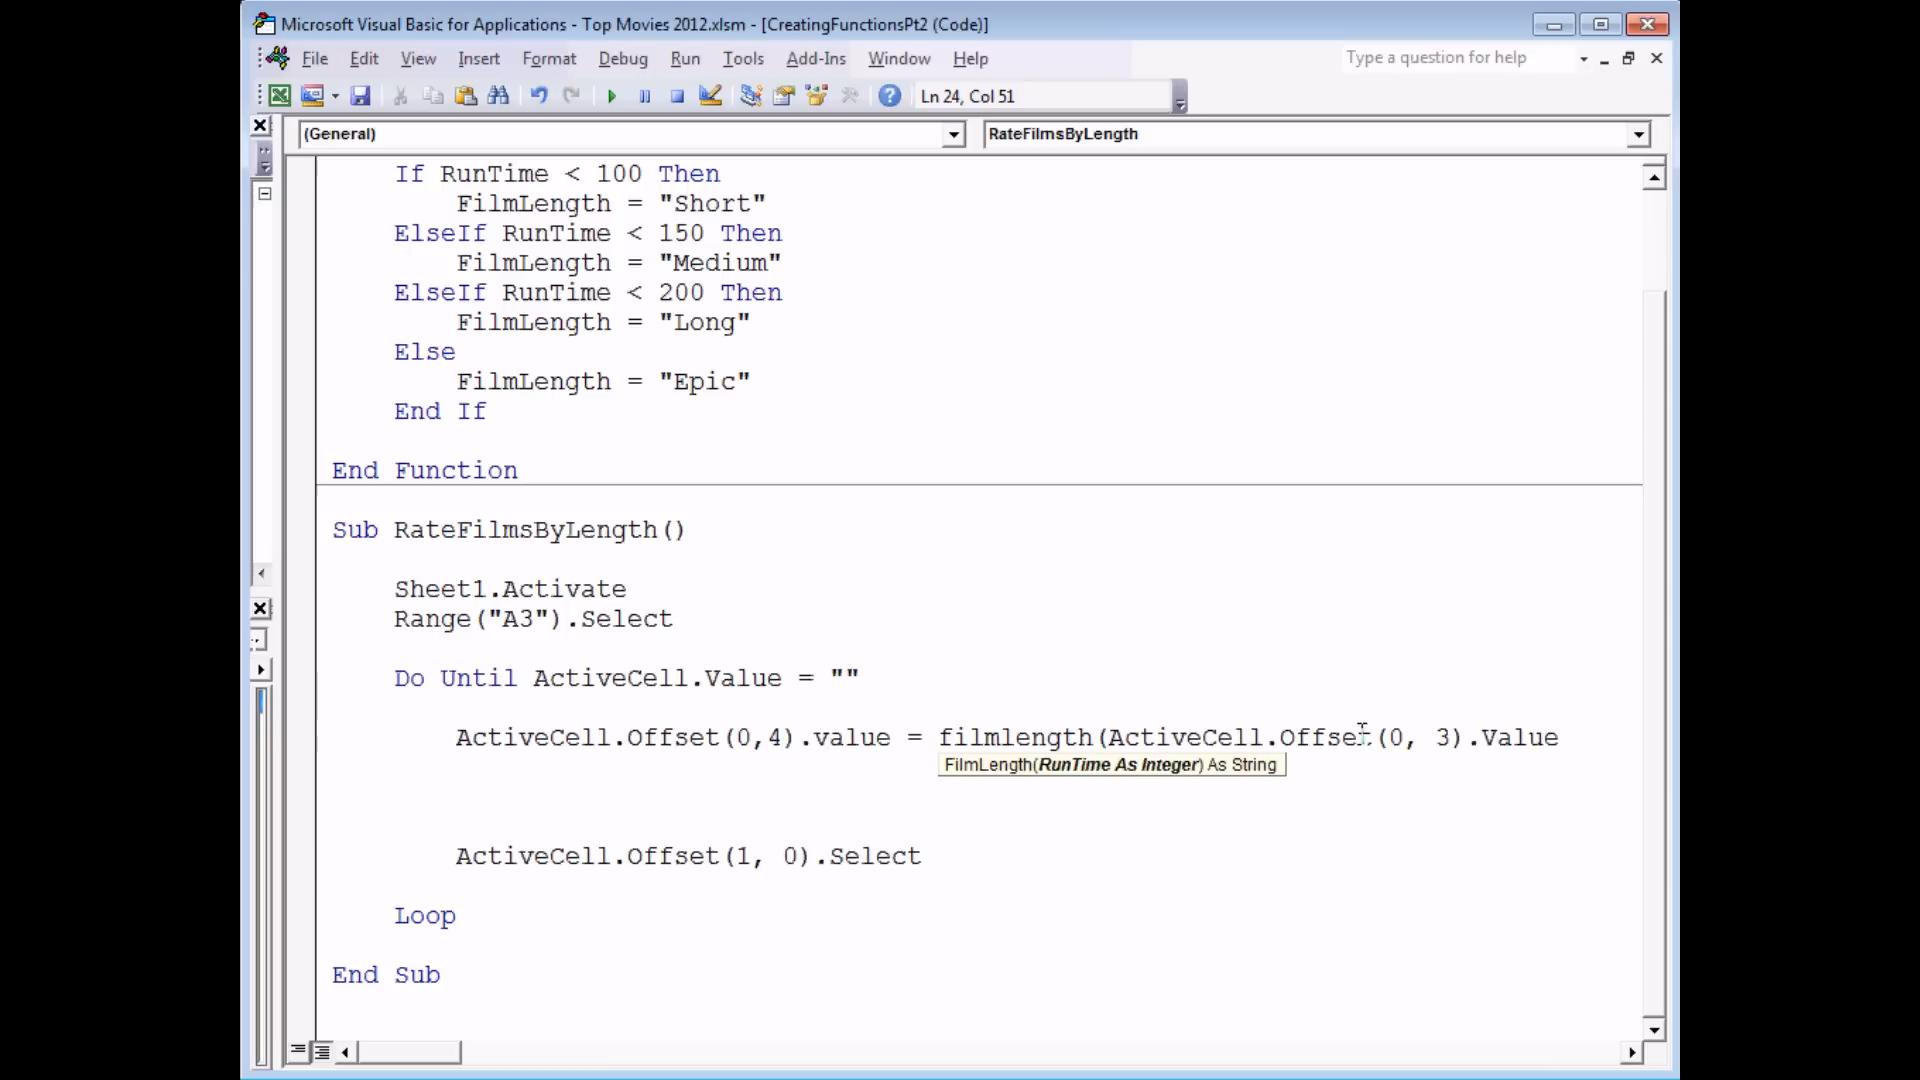 Microsoft Visual Basic for Applications - Top Movies 2012.xlsm - [CreatingFunctionsPt2 (Code)]
File Edit View Insert Format Debug Run Tools Add-Ins Window Help Type a question for help
Ln 24, Col 51
(General) RateFilmsByLength
If RunTime < 100 Then
FilmLength = "Short"
ElseIf RunTime < 150 Then
FilmLength = "Medium"
ElseIf RunTime < 200 Then
FilmLength = "Long"
Else
FilmLength = "Epic"
End If
End Function
Sub RateFilmsByLength()
Sheet1.Activate
Range("A3").Select
Do Until ActiveCell.Value = ""
ActiveCell.Offset(0,4).value = filmlength(ActiveCell.Offset(0, 3).Value
FilmLength(RunTime As Integer) As String
ActiveCell.Offset(1, 0).Select
Loop
End Sub